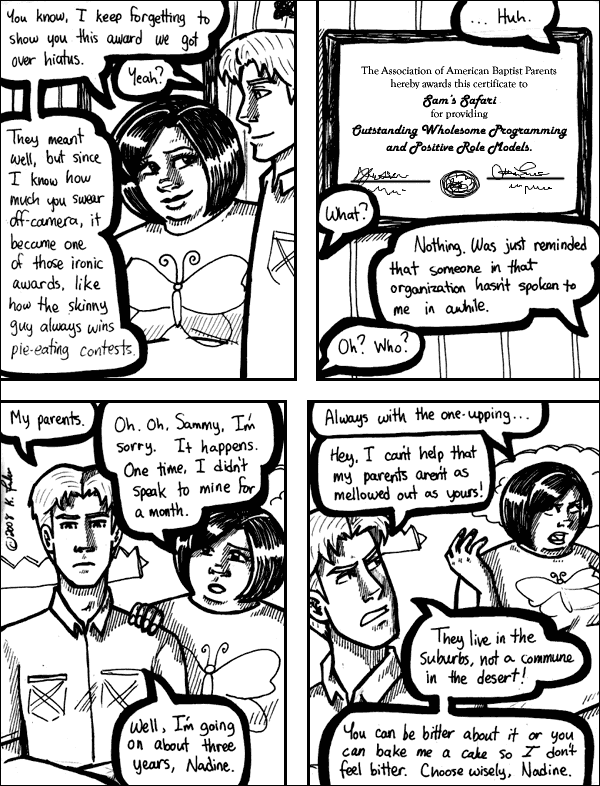 You know, I keep forgetting to
show you this award we got
over hiatus.
Yeah?
They meant
well, but since
I know how
much you swear
off-camera, it
became one
of those ironic
awards, like
how the skinny
guy always wins
pie-eating contests.
... Huh.
The Association of American Baptist Parents
hereby awards this certificate to
Sam's Safari
for providing
Outstanding Wholesome Programming
and Positive Role Models.
What?
Nothing. Was just reminded
that someone in that
organization hasn't spoken to
me in awhile.
Oh? Who?
My parents.
Oh. Oh, Sammy, I'm
sorry. It happens.
One time, I didn't
speak to mine for
a month.
Well, I'm going
on about three
years, Nadine.
©2008 K.
Always with the one-upping...
Hey, I can't help that
my parents aren't as
mellowed out as yours!
They live in the
suburbs, not a commune
in the desert!
You can be bitter about it or you
can bake me a cake so I don't
feel bitter. Choose wisely, Nadine.